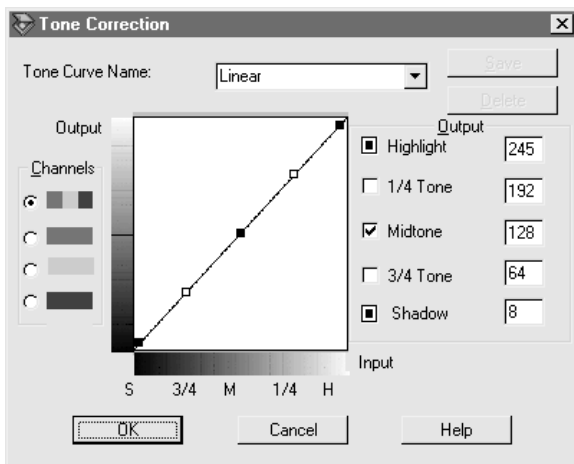 Tone Correction
Tone Curve Name:
Linear
Save
Delete
Output
Channels
Output
Highlight 245
1/4 Tone 192
Midtone 128
3/4 Tone 64
Shadow 8
Input
S 3/4 M 1/4 H
OK Cancel Help